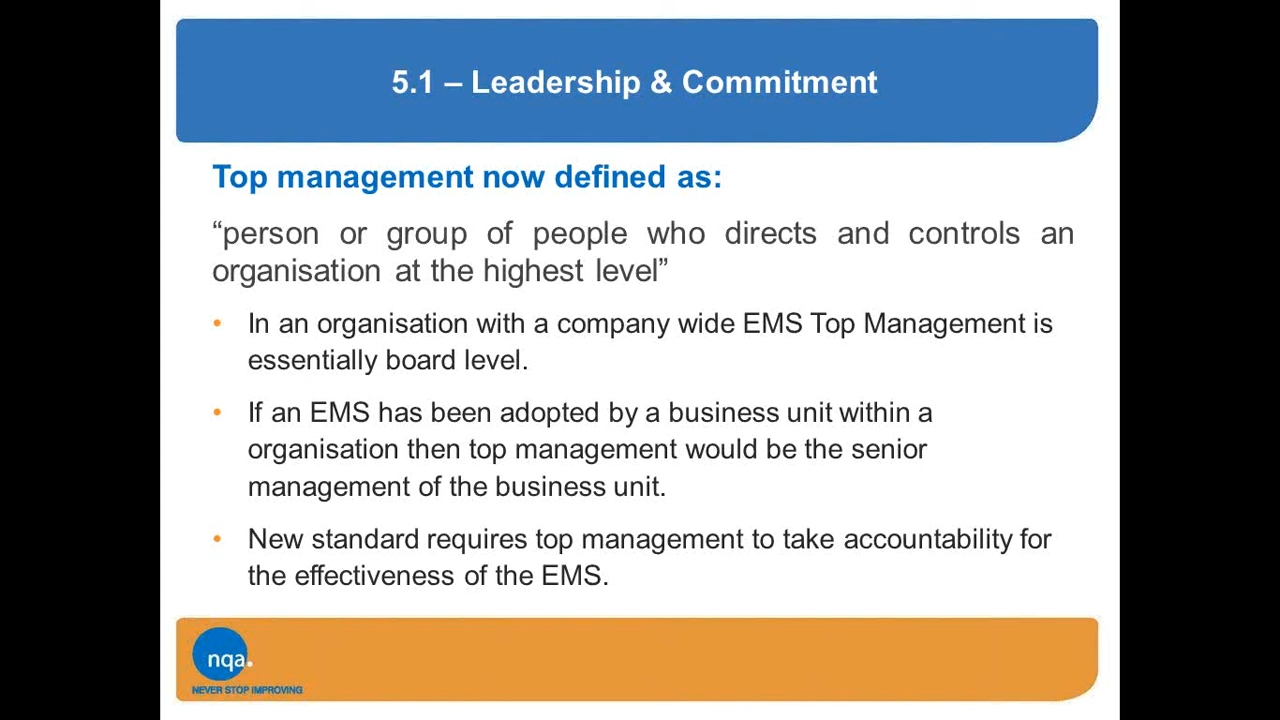 5.1 – Leadership & Commitment
Top management now defined as:
“person or group of people who directs and controls an
organisation at the highest level”
• In an organisation with a company wide EMS Top Management is
essentially board level.
• If an EMS has been adopted by a business unit within a
organisation then top management would be the senior
management of the business unit.
• New standard requires top management to take accountability for
the effectiveness of the EMS.
nqa.
NEVER STOP IMPROVING